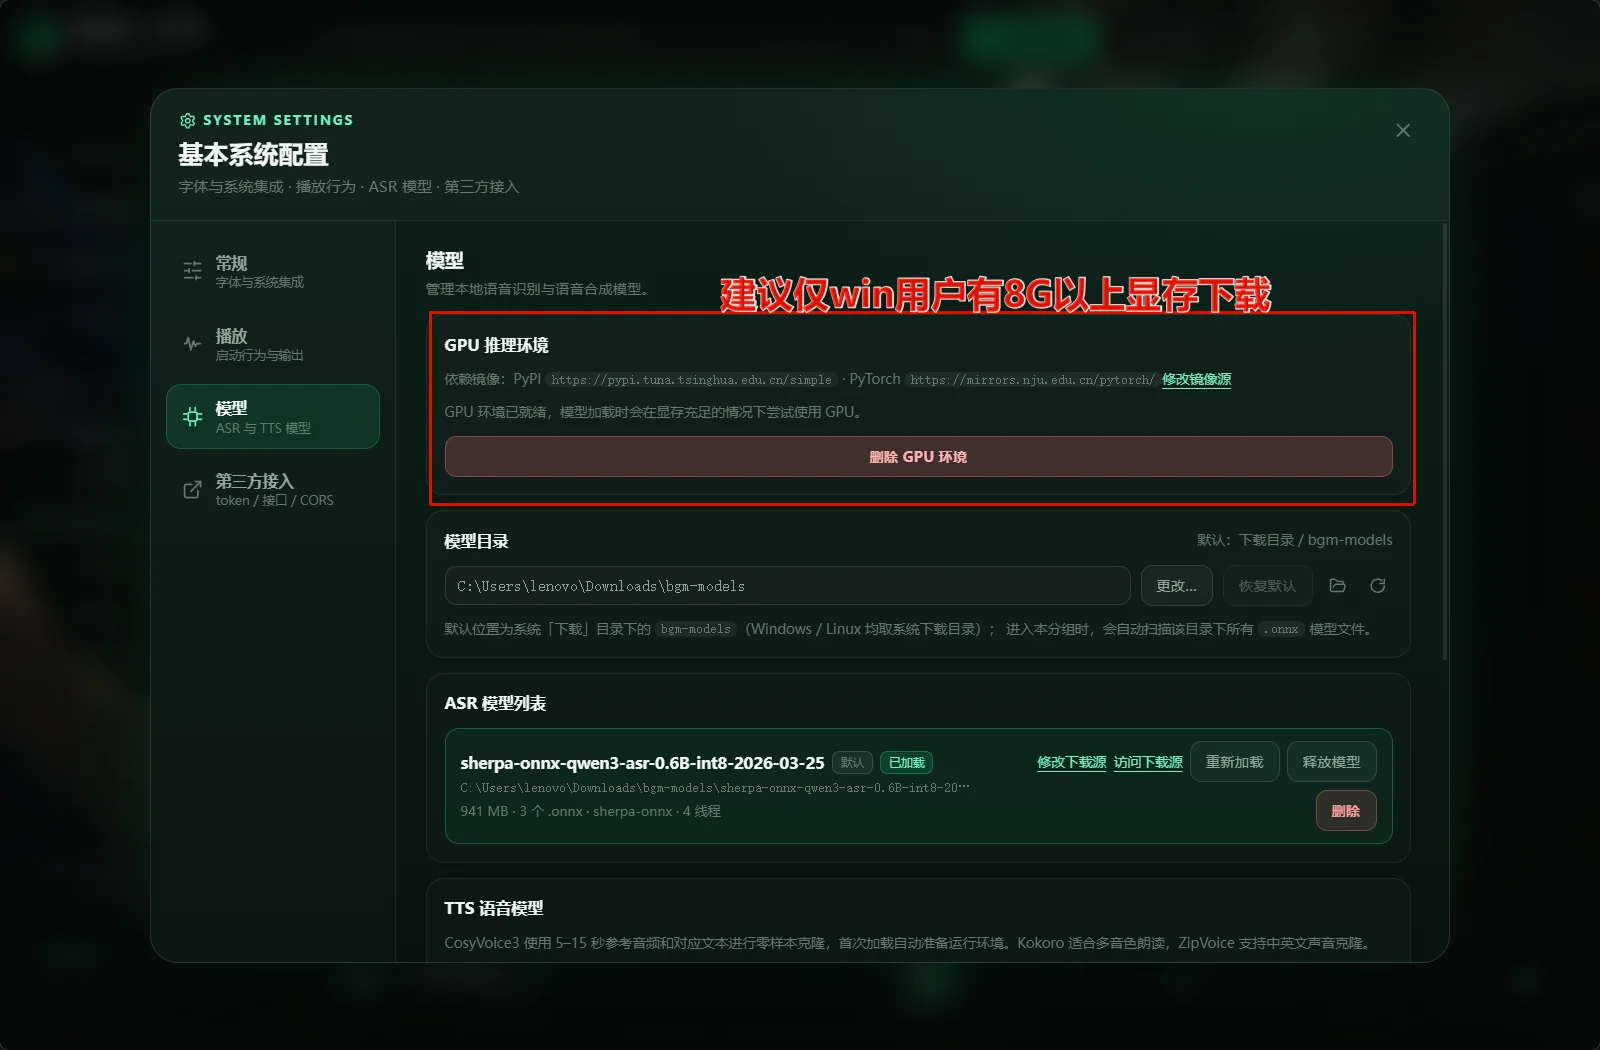 SYSTEM SETTINGS
基本系统配置
字体与系统集成 · 播放行为 · ASR 模型 · 第三方接入
常规
字体与系统集成
播放
启动行为与输出
模型
ASR 与 TTS 模型
第三方接入
token / 接口 / CORS
模型
管理本地语音识别与语音合成模型。
建议仅win用户有8G以上显存下载
GPU 推理环境
依赖镜像：PyPI https://pypi.tuna.tsinghua.edu.cn/simple · PyTorch https://mirrors.nju.edu.cn/pytorch/ 修改镜像源
GPU 环境已就绪，模型加载时会在显存充足的情况下尝试使用 GPU。
删除 GPU 环境
模型目录
默认：下载目录 / bgm-models
C:\Users\lenovo\Downloads\bgm-models
更改...
恢复默认
默认位置为系统「下载」目录下的 bgm-models （Windows / Linux 均取系统下载目录）； 进入本分组时，会自动扫描该目录下所有 .onnx 模型文件。
ASR 模型列表
sherpa-onnx-qwen3-asr-0.6B-int8-2026-03-25 默认 已加载
修改下载源 访问下载源 重新加载 释放模型
C:\Users\lenovo\Downloads\bgm-models\sherpa-onnx-qwen3-asr-0.6B-int8-20…
941 MB · 3 个 .onnx · sherpa-onnx · 4 线程
删除
TTS 语音模型
CosyVoice3 使用 5–15 秒参考音频和对应文本进行零样本克隆，首次加载自动准备运行环境。Kokoro 适合多音色朗读，ZipVoice 支持中英文声音克隆。